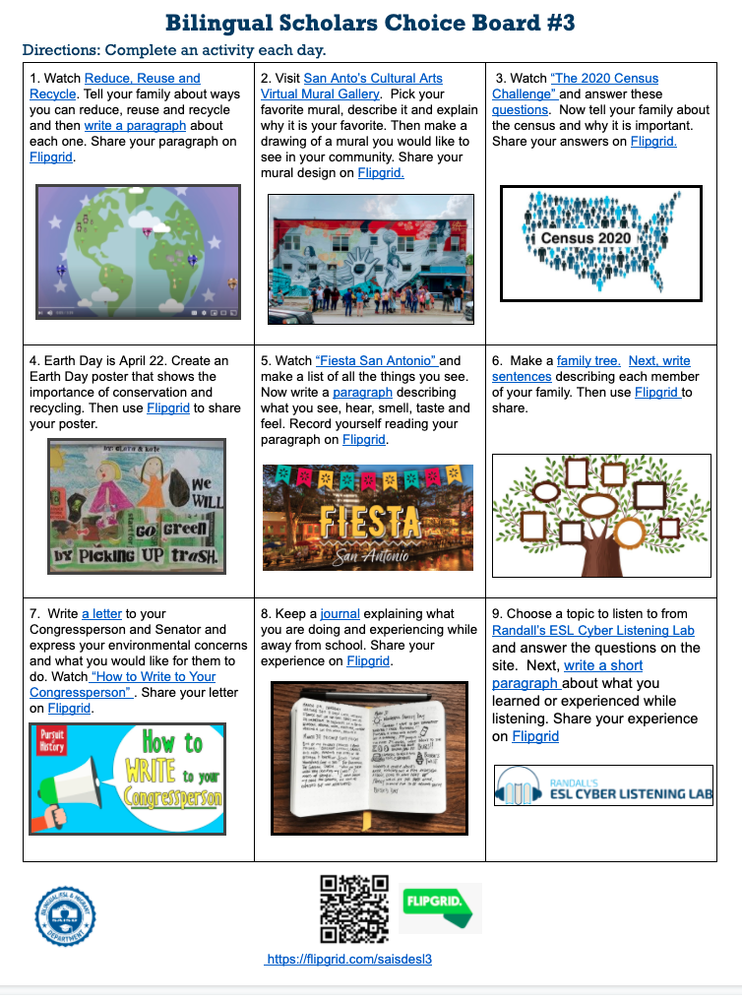 Bilingual Scholars Choice Board #3
Directions: Complete an activity each day.
1. Watch Reduce, Reuse and
Recycle. Tell your family about ways
you can reduce, reuse and recycle
and then write a paragraph about
each one. Share your paragraph on
Flipgrid.
2. Visit San Anto's Cultural Arts
Virtual Mural Gallery. Pick your
favorite mural, describe it and explain
why it is your favorite. Then make a
drawing of a mural you would like to
see in your community. Share your
mural design on Flipgrid.
3. Watch “The 2020 Census
Challenge” and answer these
questions. Now tell your family about
the census and why it is important.
Share your answers on Flipgrid.
Census 2020
4. Earth Day is April 22. Create an
Earth Day poster that shows the
importance of conservation and
recycling. Then use Flipgrid to share
your poster.
We
WILL
GO green
BY PICKING UP TRASH.
5. Watch “Fiesta San Antonio” and
make a list of all the things you see.
Now write a paragraph describing
what you see, hear, smell, taste and
feel. Record yourself reading your
paragraph on Flipgrid.
FIESTA
San Antonio
6. Make a family tree. Next, write
sentences describing each member
of your family. Then use Flipgrid to
share.
7. Write a letter to your
Congressperson and Senator and
express your environmental concerns
and what you would like for them to
do. Watch “How to Write to Your
Congressperson” . Share your letter
on Flipgrid.
Pursuit
History
How to
WRITE to your
Congressperson
8. Keep a journal explaining what
you are doing and experiencing while
away from school. Share your
experience on Flipgrid.
9. Choose a topic to listen to from
Randall's ESL Cyber Listening Lab
and answer the questions on the
site. Next, write a short
paragraph about what you
learned or experienced while
listening. Share your experience
on Flipgrid
RANDALL'S
ESL CYBER LISTENING LAB
BILINGUAL/ESL & MIGRANT
SAISD
DEPARTMENT
FLIPGRID.
https://flipgrid.com/saisdesl3